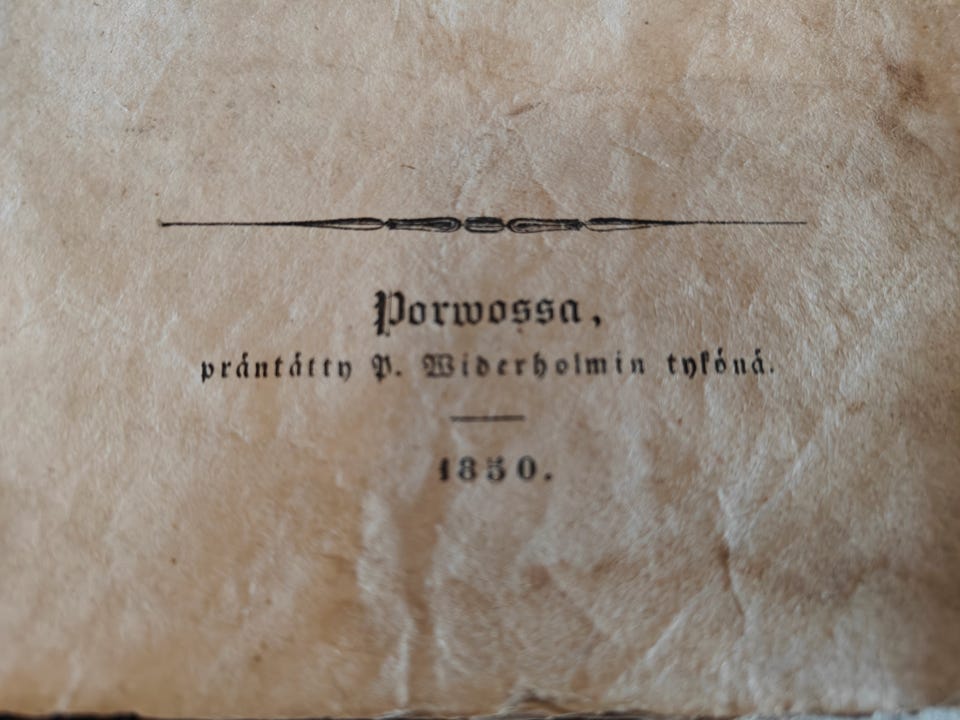 Porwossa,
präntätty P. Widerholmin tykönä.
1850.